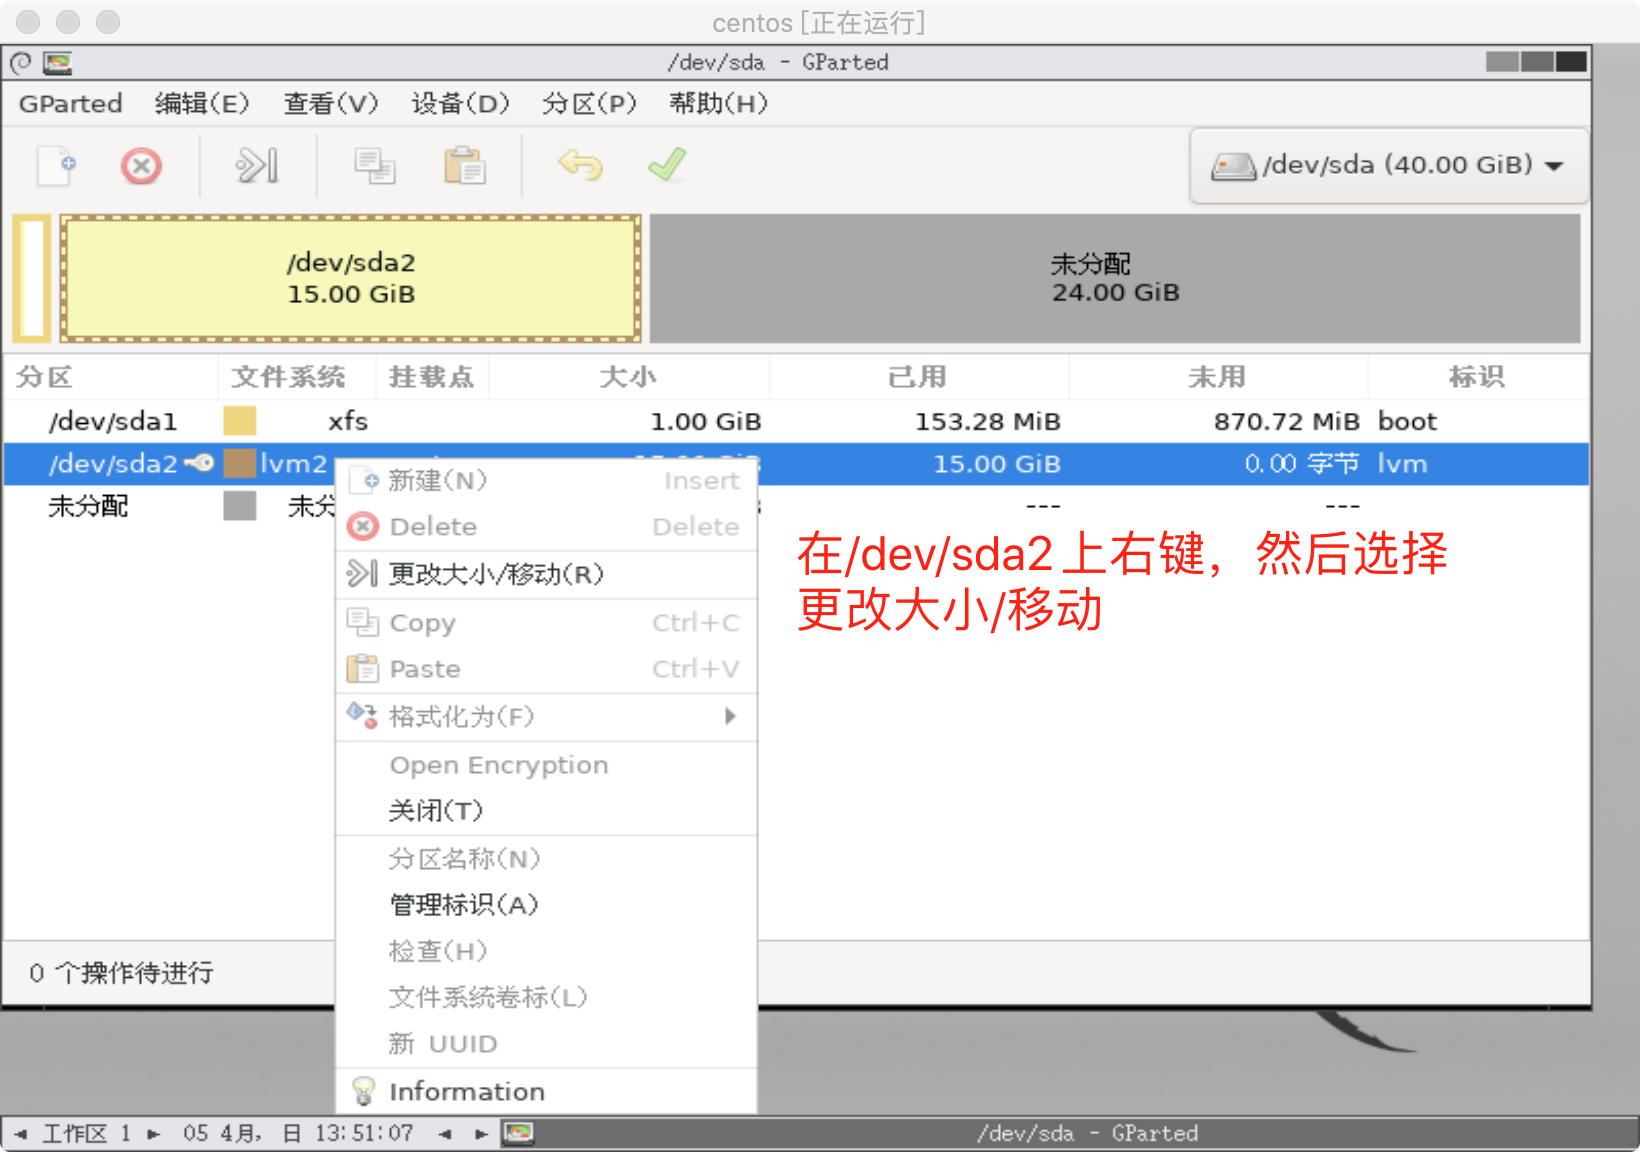 centos [正在运行]
/dev/sda - GParted
GParted 编辑(E) 查看(V) 设备(D) 分区(P) 帮助(H)
/dev/sda (40.00 GiB)
/dev/sda2
15.00 GiB
未分配
24.00 GiB
分区 文件系统 挂载点 大小 已用 未用 标识
/dev/sda1 xfs 1.00 GiB 153.28 MiB 870.72 MiB boot
/dev/sda2 lvm2 15.00 GiB 0.00 字节 lvm
未分配 --- ---
新建(N) Insert
Delete Delete
更改大小/移动(R)
Copy Ctrl+C
Paste Ctrl+V
格式化为(F)
Open Encryption
关闭(T)
分区名称(N)
管理标识(A)
检查(H)
文件系统卷标(L)
新 UUID
Information
在/dev/sda2上右键，然后选择
更改大小/移动
0 个操作待进行
工作区 1 05 4月, 日 13:51:07 /dev/sda - GParted